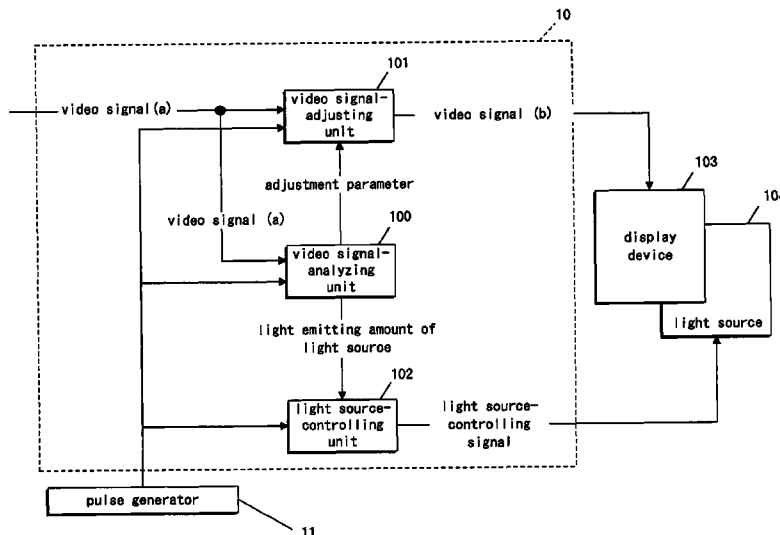 10
101
video signal(a)
video signal-
adjusting
unit
video signal (b)
adjustment parameter
103
104
video signal (a)
100
display
device
video signal-
analyzing
unit
light source
light emitting amount of
light source
102
light source-
controlling
unit
light source-
controlling
signal
pulse generator
11